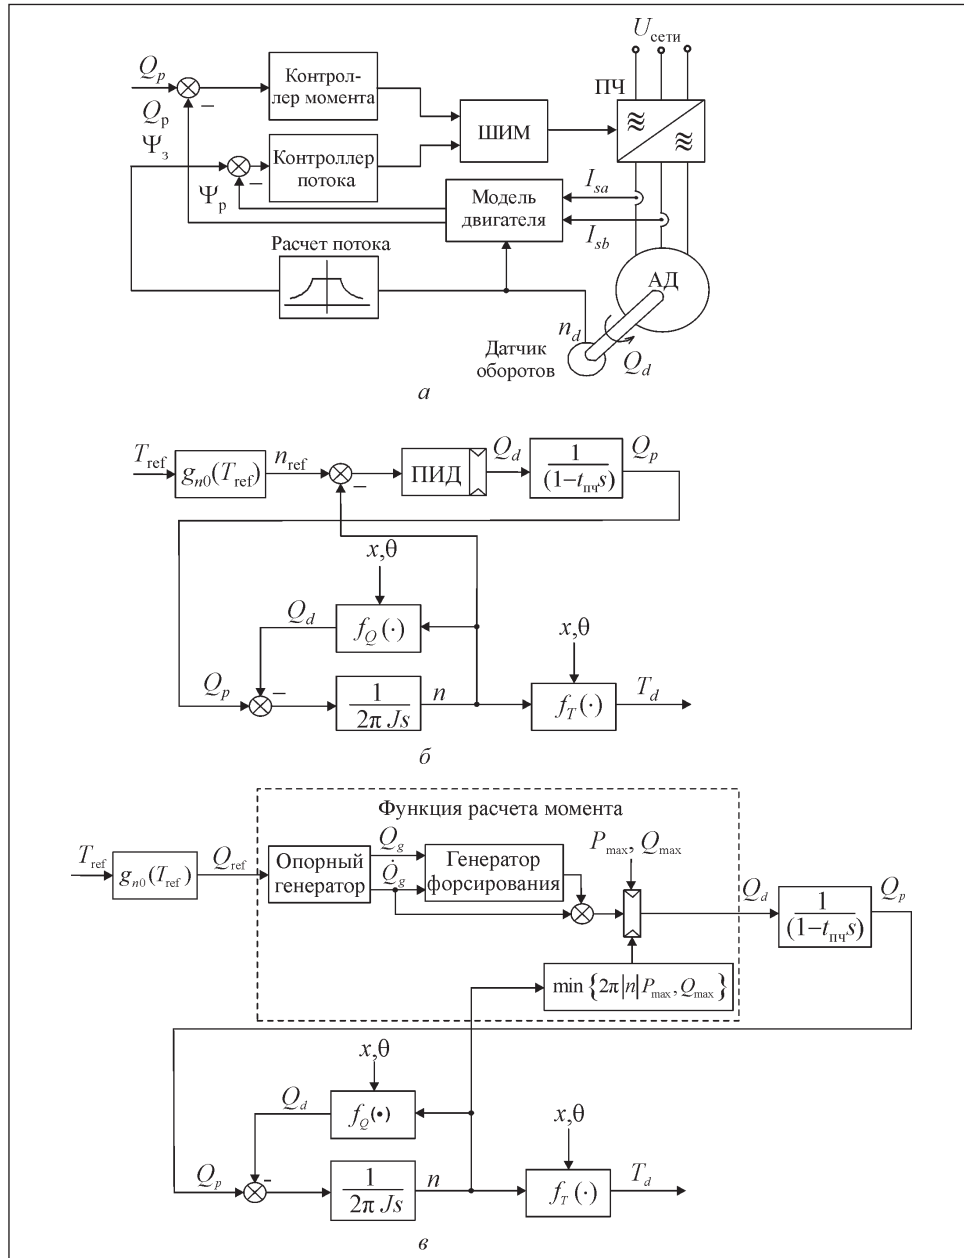 U сети
Q_p
Контрол-
лер момента
ПЧ
Q_р
Ψ_з
ШИМ
Контроллер
потока
Ψ_р
Модель
двигателя
I_sa
I_sb
Расчет потока
АД
n_d
Датчик
оборотов
Q_d
а
T_ref
g_n0(T_ref)
n_ref
ПИД
Q_d
1
(1–t_пч s)
Q_p
x,θ
Q_d
f_Q(·)
x,θ
Q_p
1
2π Js
n
f_T(·)
T_d
б
Функция расчета момента
T_ref
g_n0(T_ref)
Q_ref
Опорный
генератор
Q_g
Q̇_g
Генератор
форсирования
P_max, Q_max
Q_d
1
(1–t_пч s)
Q_p
min {2π|n|P_max, Q_max}
x,θ
Q_d
f_Q(•)
x,θ
Q_p
1
2π Js
n
f_T(·)
T_d
в